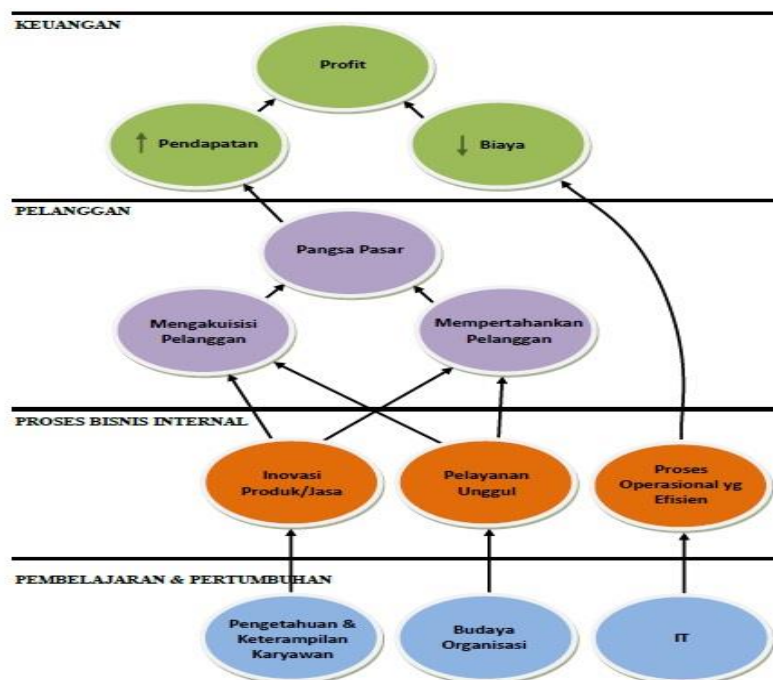 KEUANGAN
Profit
↑ Pendapatan
↓ Biaya
PELANGGAN
Pangsa Pasar
Mengakuisisi
Pelanggan
Mempertahankan
Pelanggan
PROSES BISNIS INTERNAL
Inovasi
Produk/Jasa
Pelayanan
Unggul
Proses
Operasional yg
Efisien
PEMBELAJARAN & PERTUMBUHAN
Pengetahuan &
Keterampilan
Karyawan
Budaya
Organisasi
IT